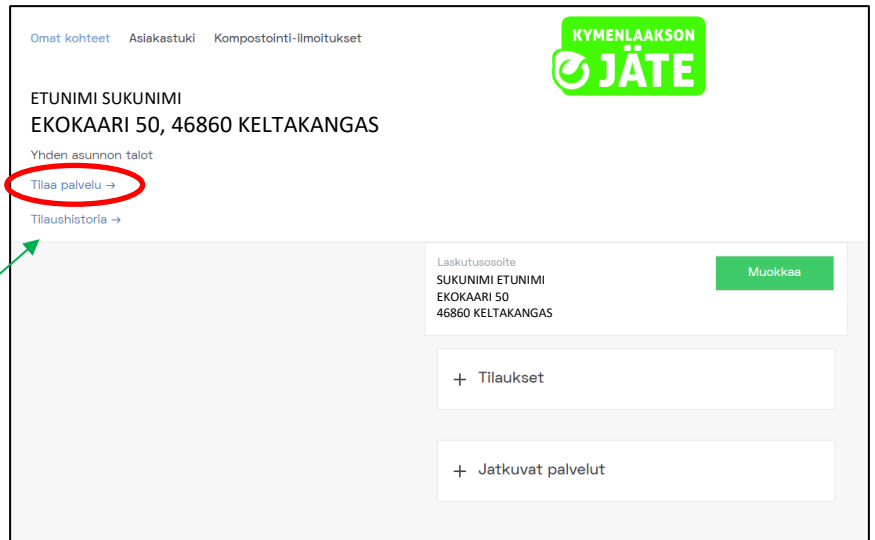 Omat kohteet Asiakastuki Kompostointi-ilmoitukset
KYMENLAAKSON
JÄTE
ETUNIMI SUKUNIMI
EKOKAARI 50, 46860 KELTAKANGAS
Yhden asunnon talot
Tilaa palvelu →
Tilaushistoria →
Laskutusosoite
Muokkaa
SUKUNIMI ETUNIMI
EKOKAARI 50
46860 KELTAKANGAS
+ Tilaukset
+ Jatkuvat palvelut